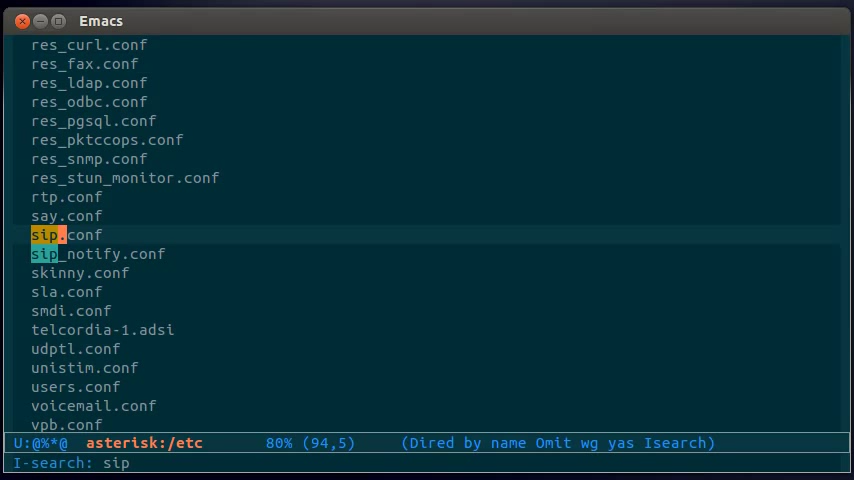 Emacs
res_curl.conf
res_fax.conf
res_ldap.conf
res_odbc.conf
res_pgsql.conf
res_pktccops.conf
res_snmp.conf
res_stun_monitor.conf
rtp.conf
say.conf
sip.conf
sip_notify.conf
skinny.conf
sla.conf
smdi.conf
telcordia-1.adsi
udptl.conf
unistim.conf
users.conf
voicemail.conf
vpb.conf
U:@%*@  asterisk:/etc       80% (94,5)     (Dired by name Omit wg yas Isearch)
I-search: sip